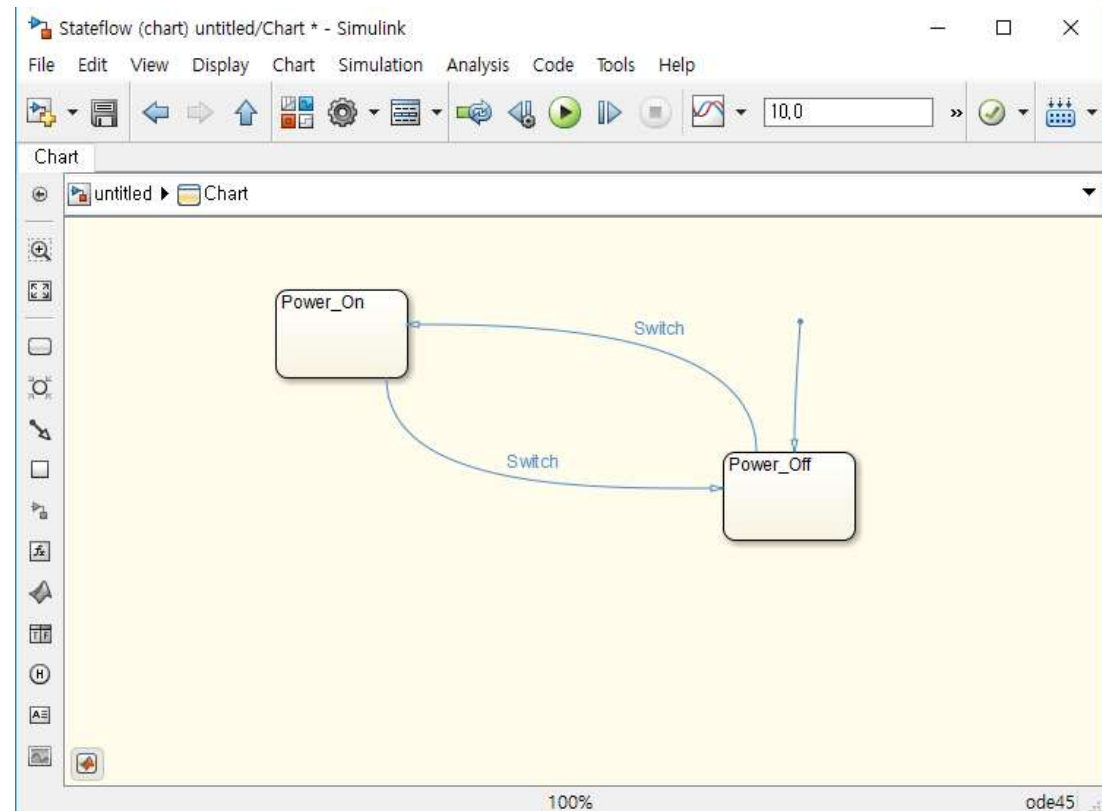 Stateflow (chart) untitled/Chart * - Simulink
File Edit View Display Chart Simulation Analysis Code Tools Help
10,0
»
Chart
untitled Chart
Power_On
Switch
Switch
Power_Off
100%
ode45